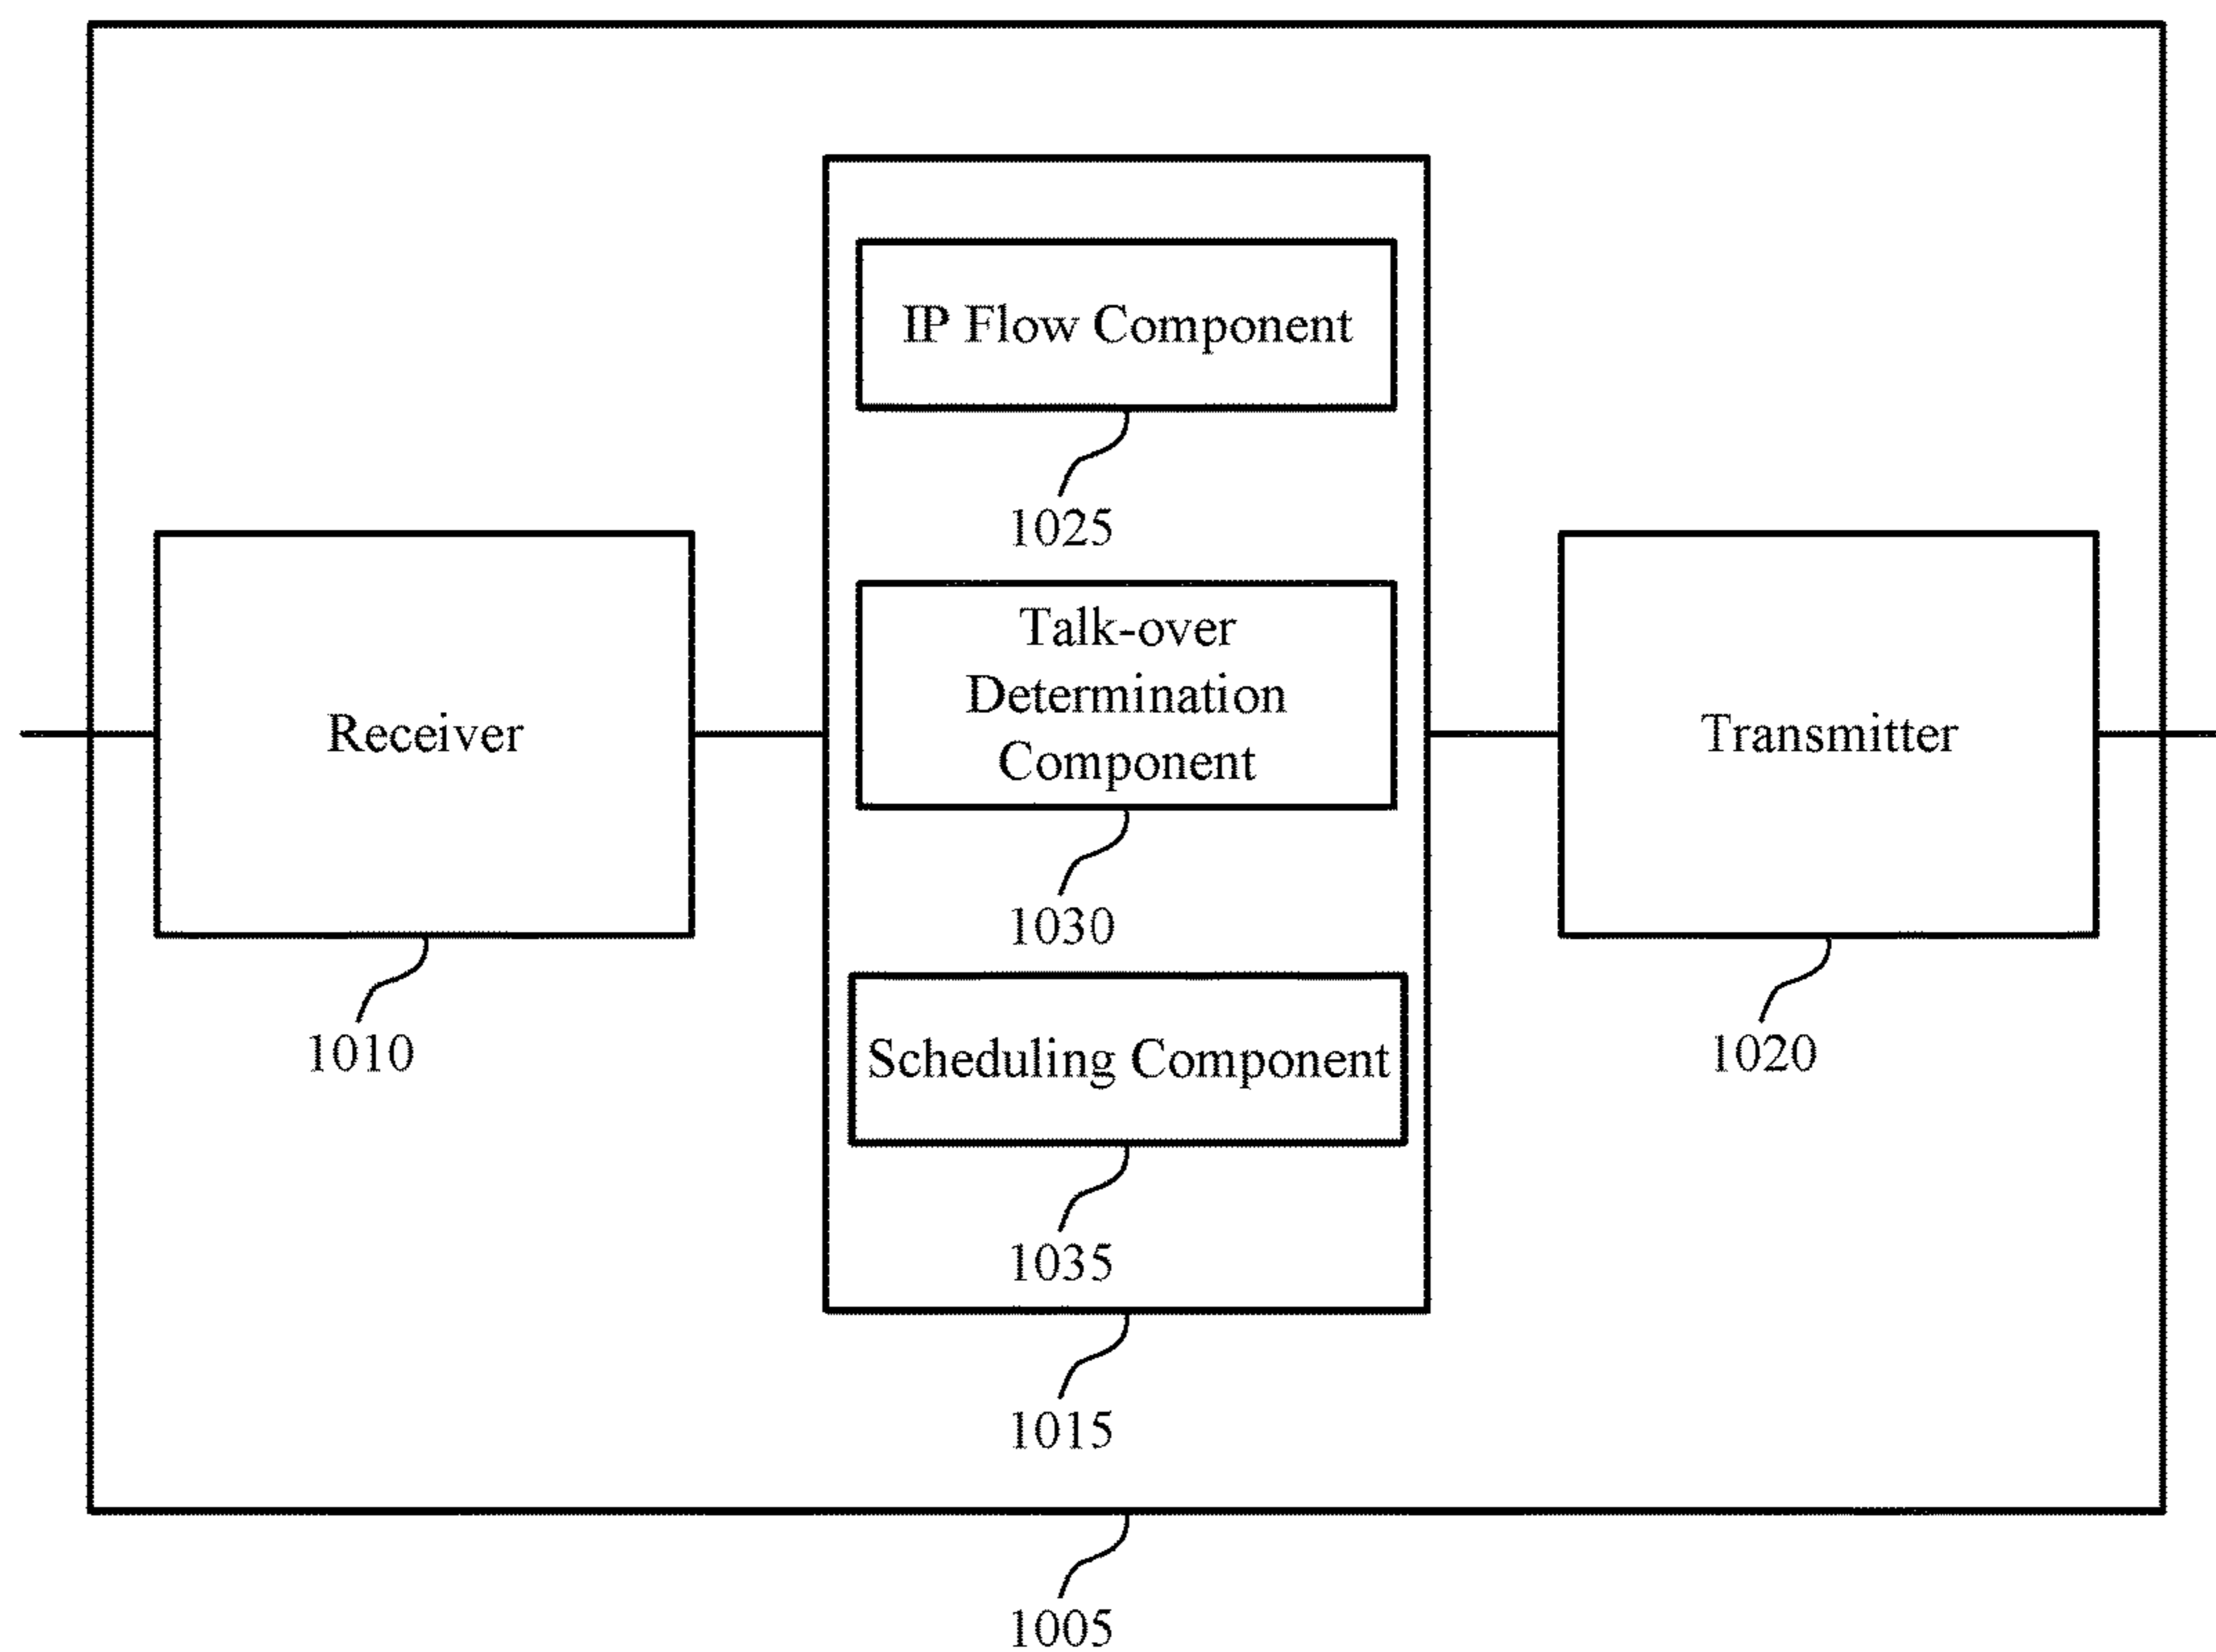 IP Flow Component
1025
Receiver
1010
Talk-over
Determination
Component
1030
Scheduling Component
1035
1015
Transmitter
1020
1005